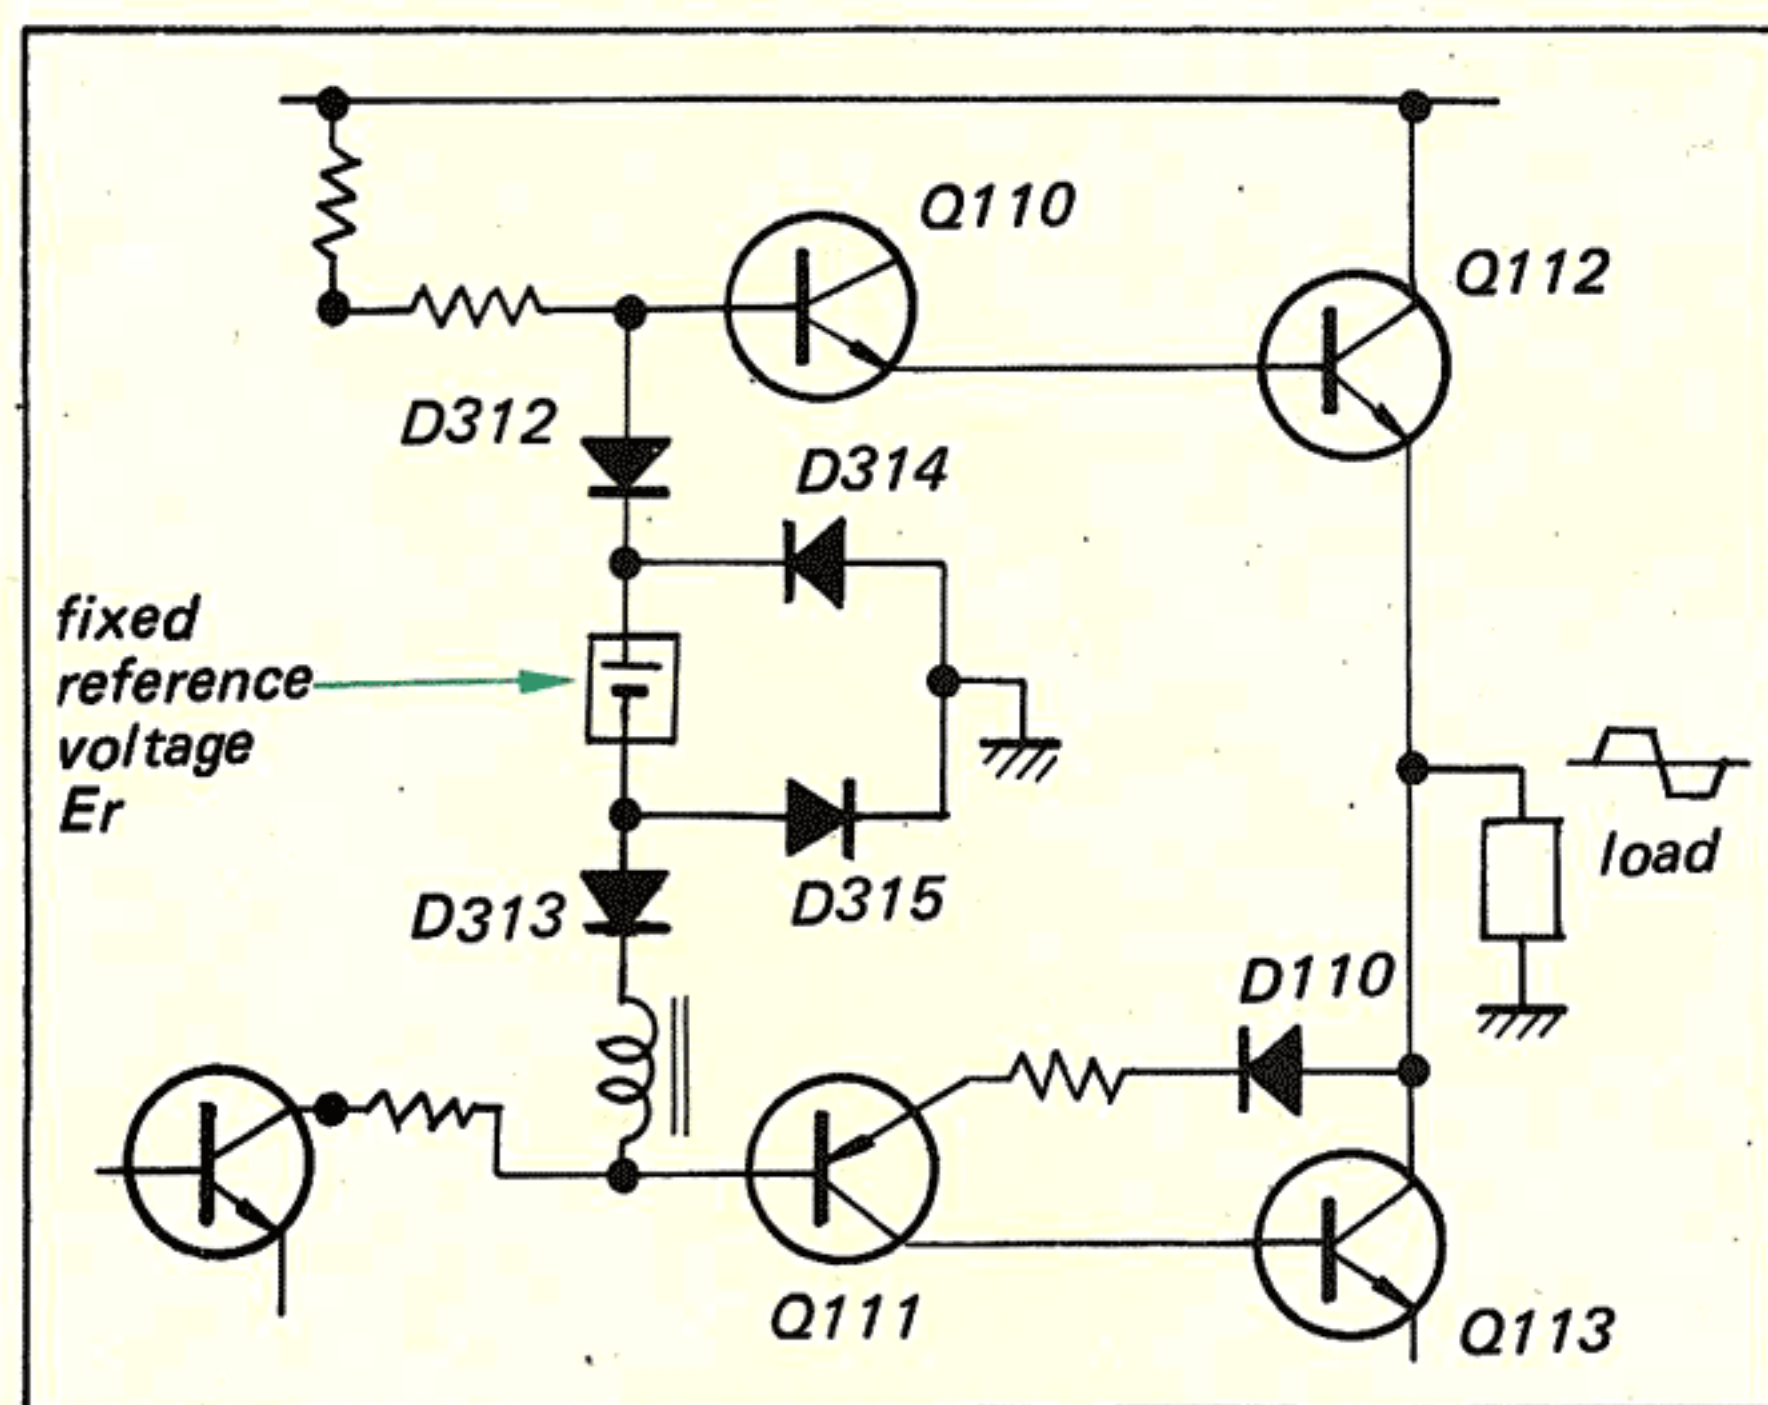 Q110
Q112
D312
D314
fixed
reference
voltage
Er
load
D313
D315
D110
Q111
Q113